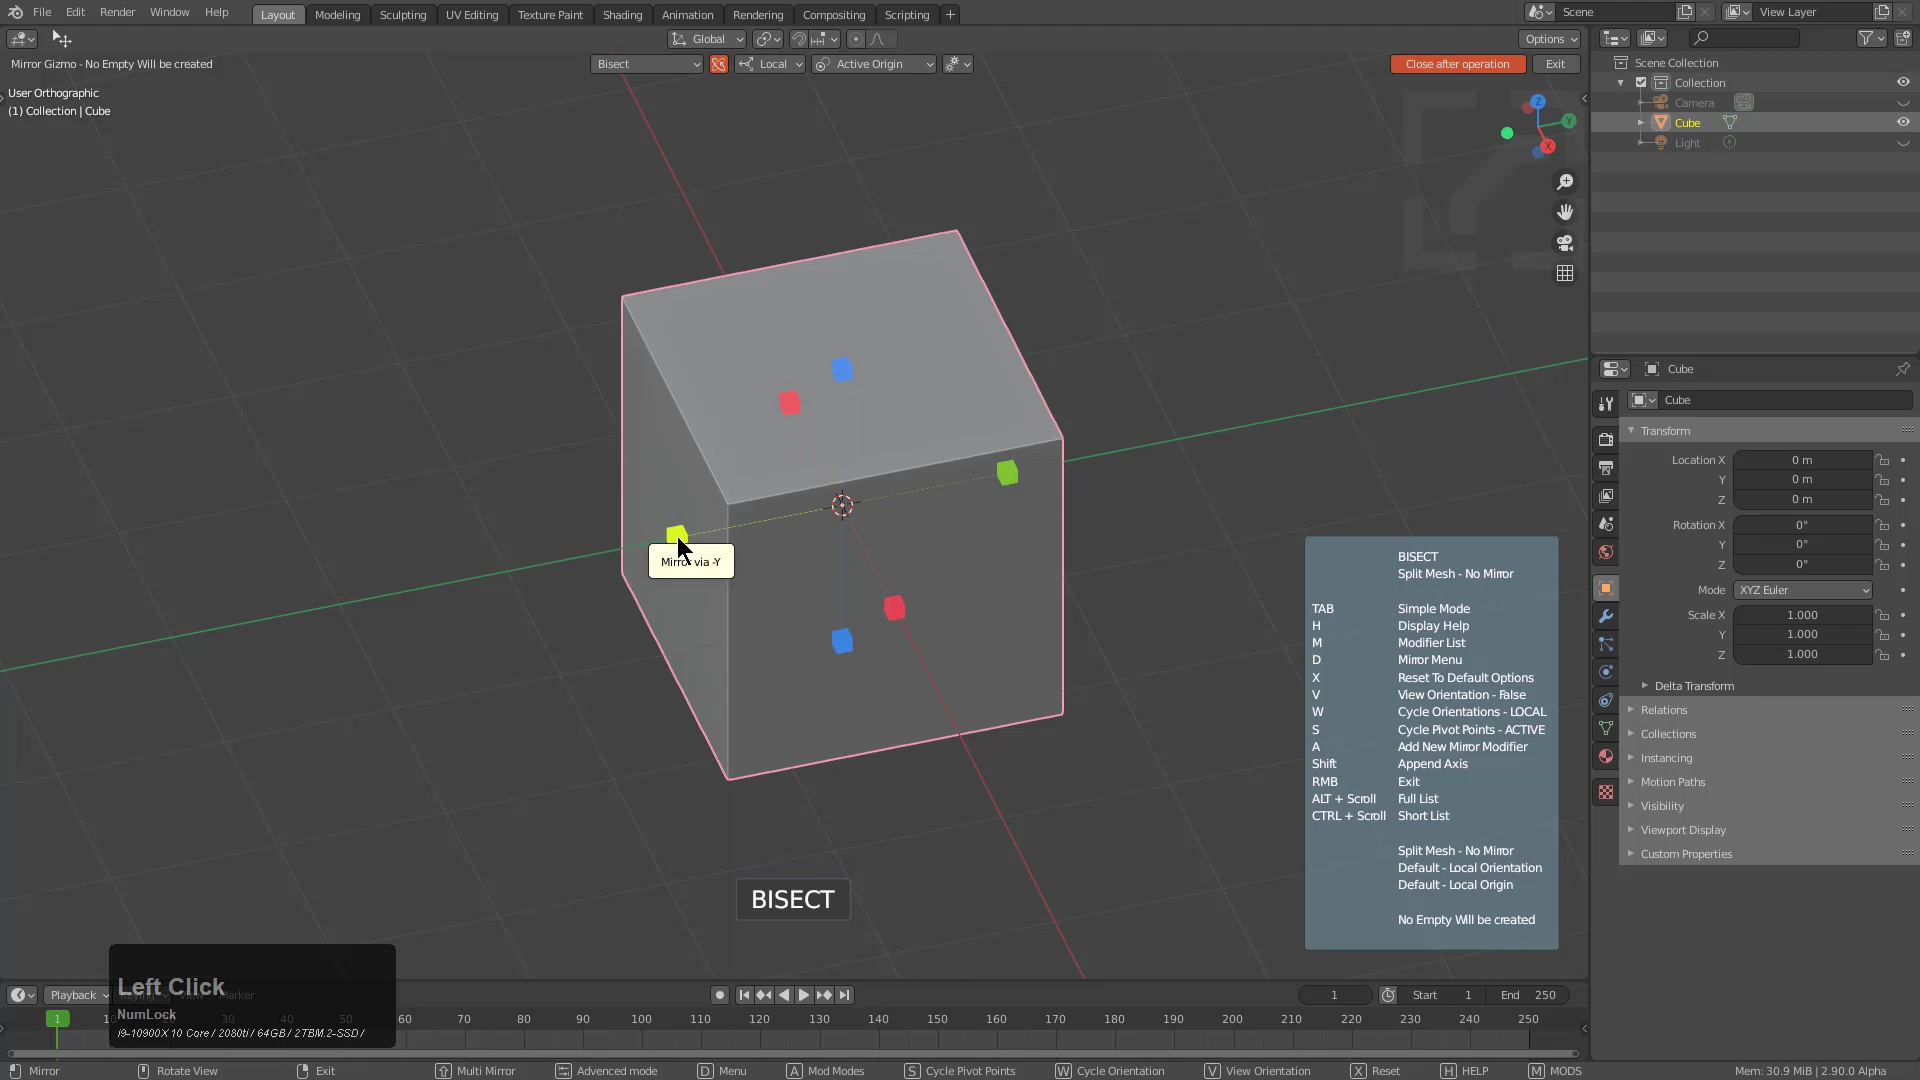 File Edit Render Window Help Layout Modeling Sculpting UV Editing Texture Paint Shading Animation Rendering Compositing Scripting + Scene View Layer
Global Options
Mirror Gizmo - No Empty Will be created Bisect Local Active Origin Close after operation Exit
User Orthographic
(1) Collection | Cube
Z
Y
X
Scene Collection
Collection
Camera
Cube
Light
Mirror via -Y
BISECT
Split Mesh - No Mirror
TAB Simple Mode
H Display Help
M Modifier List
D Mirror Menu
X Reset To Default Options
V View Orientation - False
W Cycle Orientations - LOCAL
S Cycle Pivot Points - ACTIVE
A Add New Mirror Modifier
Shift Append Axis
RMB Exit
ALT + Scroll Full List
CTRL + Scroll Short List
Split Mesh - No Mirror
Default - Local Orientation
Default - Local Origin
No Empty Will be created
BISECT
Cube
Cube
Transform
Location X 0 m
Y 0 m
Z 0 m
Rotation X 0°
Y 0°
Z 0°
Mode XYZ Euler
Scale X 1.000
Y 1.000
Z 1.000
Delta Transform
Relations
Collections
Instancing
Motion Paths
Visibility
Viewport Display
Custom Properties
Left Click
NumLock
i9-10900X 10 Core / 2080ti / 64GB / 2TBM.2-SSD /
Playback Keying View Marker 1 Start 1 End 250
1 10 30 40 50 60 70 80 90 100 110 120 130 140 150 160 170 180 190 200 210 220 230 240 250
Mirror Rotate View Exit Multi Mirror Advanced mode D Menu A Mod Modes S Cycle Pivot Points W Cycle Orientation V View Orientation X Reset H HELP M MODS Mem: 30.9 MiB | 2.90.0 Alpha